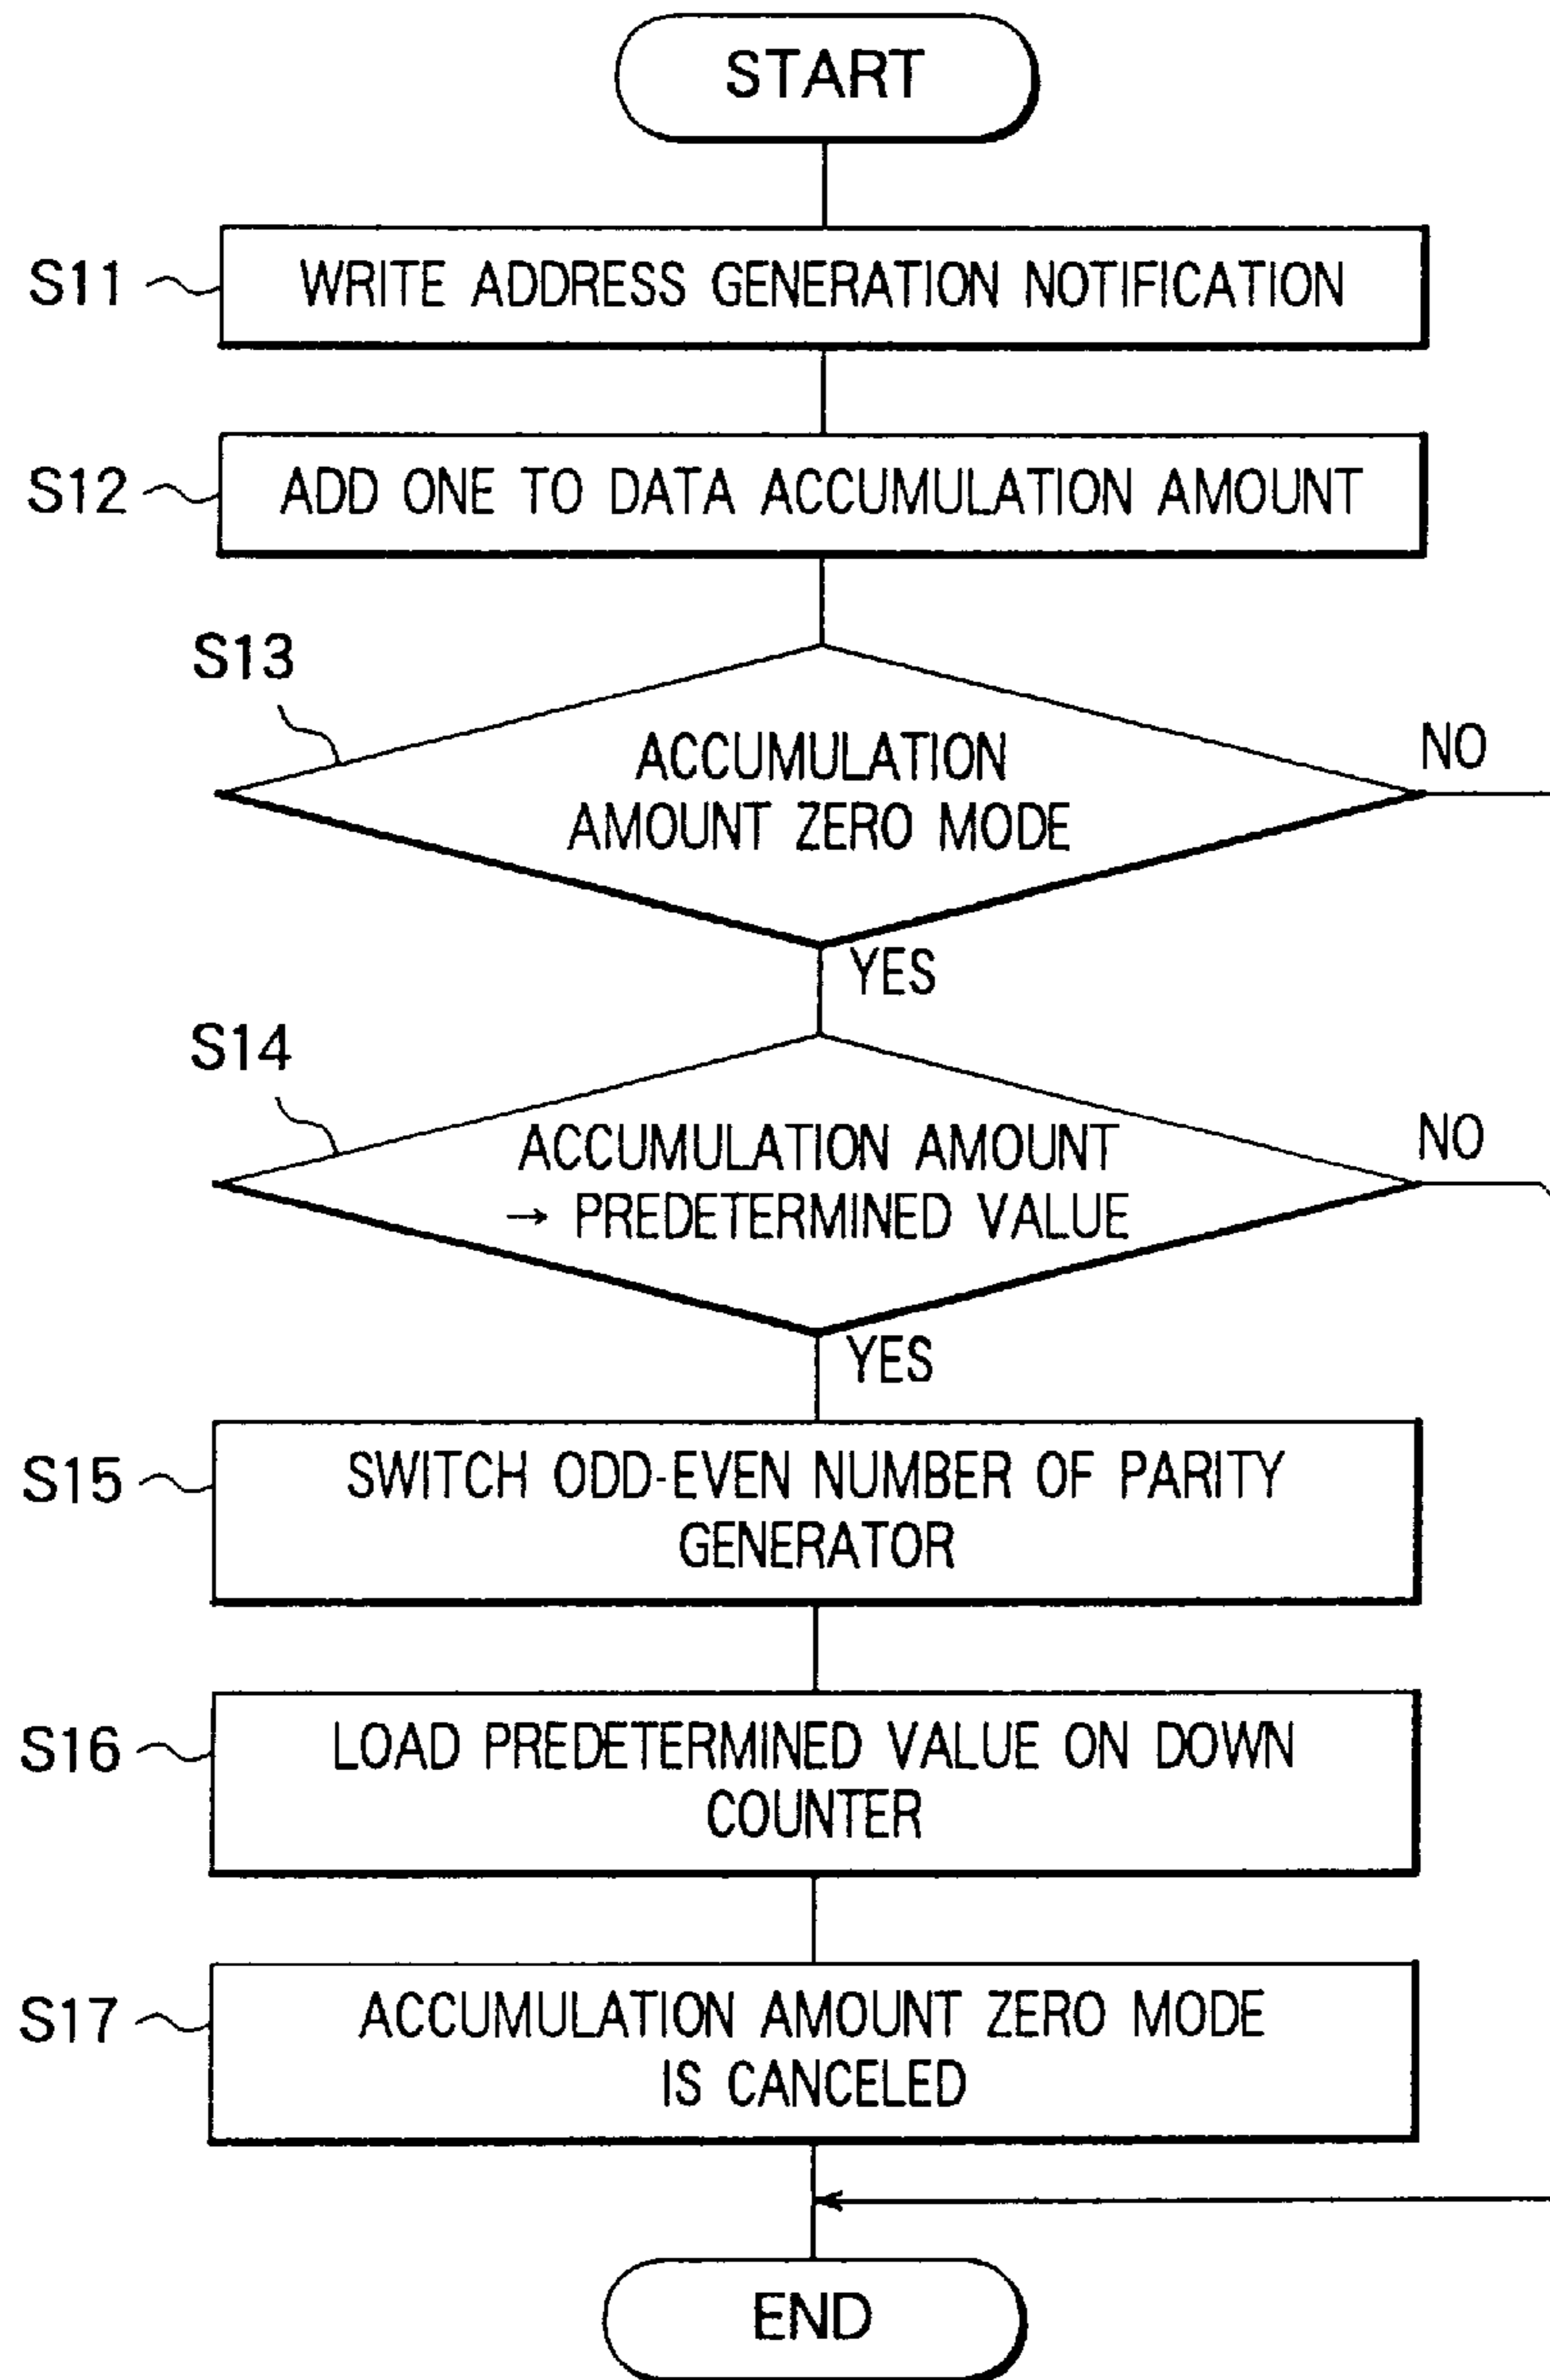 START
S11
WRITE ADDRESS GENERATION NOTIFICATION
S12
ADD ONE TO DATA ACCUMULATION AMOUNT
S13
ACCUMULATION
AMOUNT ZERO MODE
NO
YES
S14
ACCUMULATION AMOUNT
→ PREDETERMINED VALUE
NO
YES
S15
SWITCH ODD-EVEN NUMBER OF PARITY
GENERATOR
S16
LOAD PREDETERMINED VALUE ON DOWN
COUNTER
S17
ACCUMULATION AMOUNT ZERO MODE
IS CANCELED
END